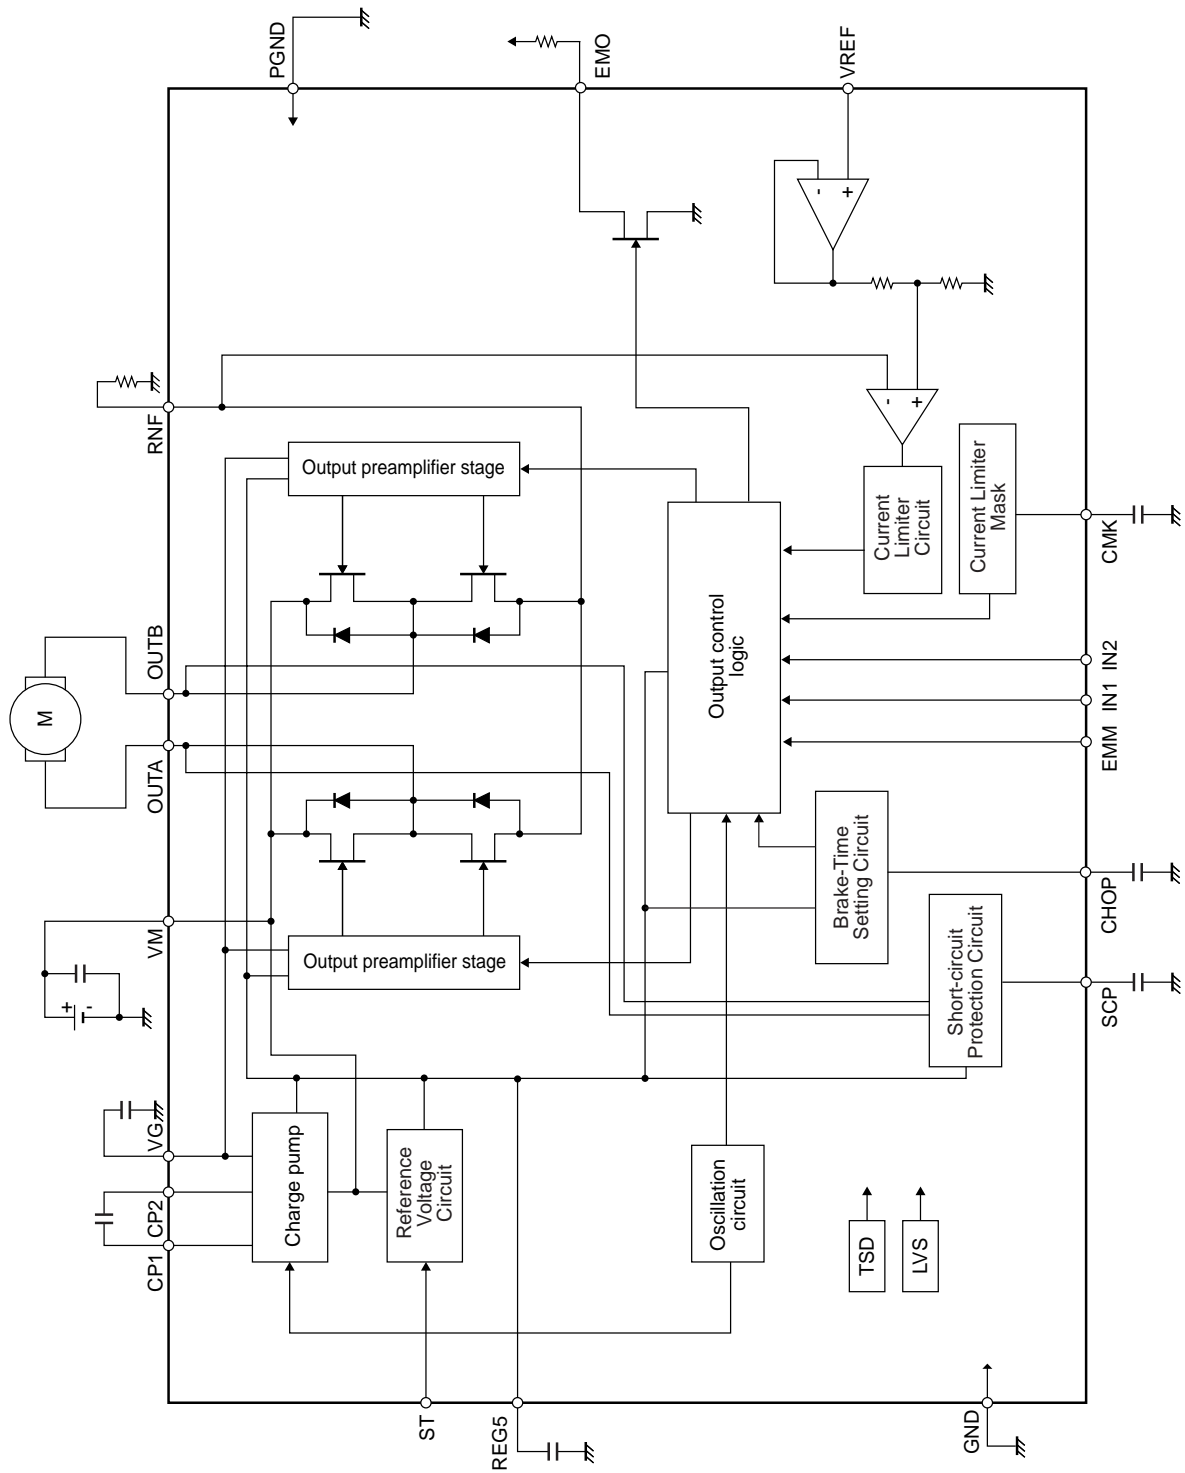 CP1
CP2
VG
VM
OUTA
OUTB
RNF
PGND
M
+
-
Charge pump
Output preamplifier stage
Output preamplifier stage
Reference
Voltage
Circuit
ST
REG5
EMO
Oscillation
circuit
Output control
logic
-
+
VREF
TSD
LVS
Brake-Time
Setting Circuit
Current
Limiter
Circuit
-
+
Short-circuit
Protection Circuit
Current Limiter
Mask
GND
SCP
CHOP
EMM
IN1
IN2
CMK